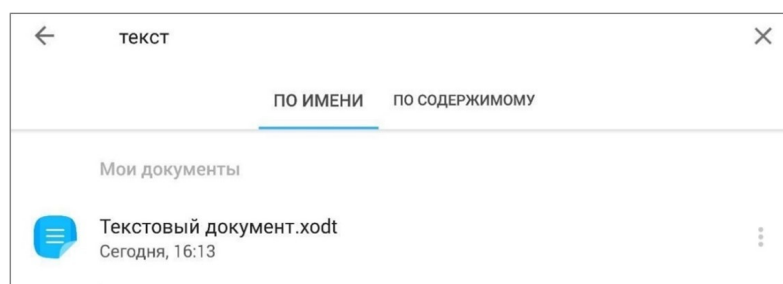 текст
ПО ИМЕНИ ПО СОДЕРЖИМОМУ
Мои документы
Текстовый документ.xodt
Сегодня, 16:13